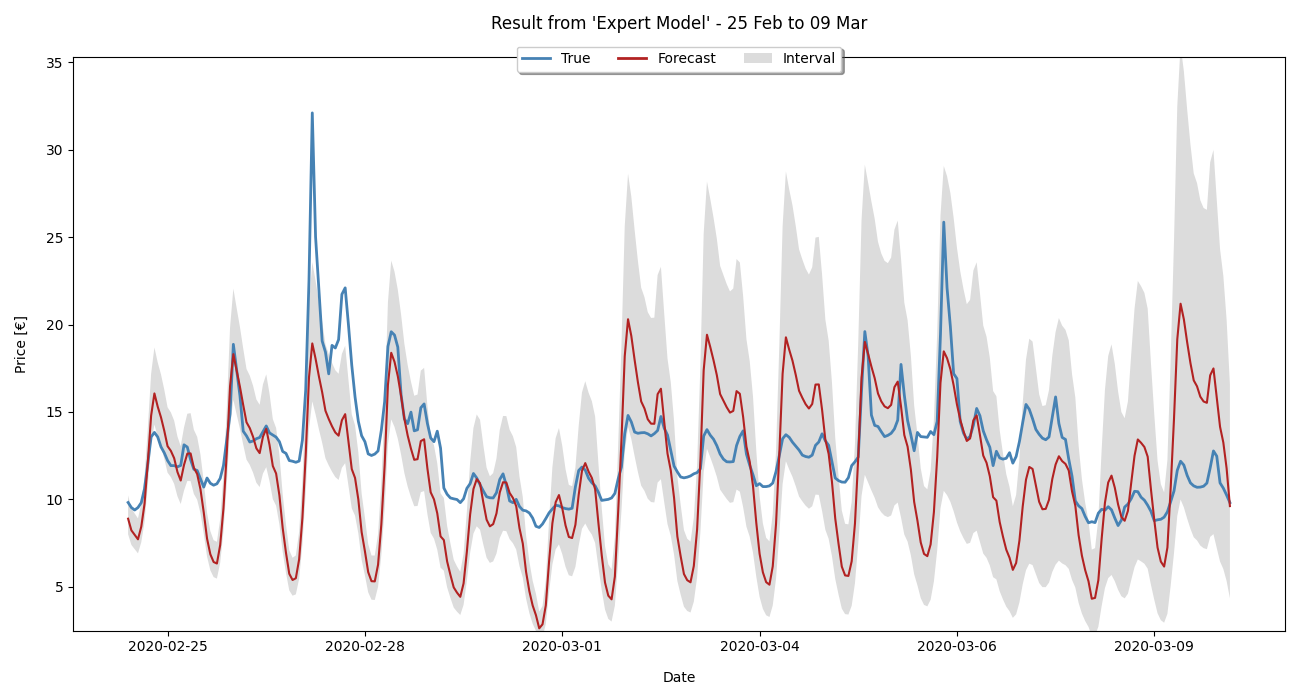 Result from 'Expert Model' - 25 Feb to 09 Mar
True Forecast Interval
35
30
25
20
15
10
5
Price [€]
2020-02-25 2020-02-28 2020-03-01 2020-03-04 2020-03-06 2020-03-09
Date